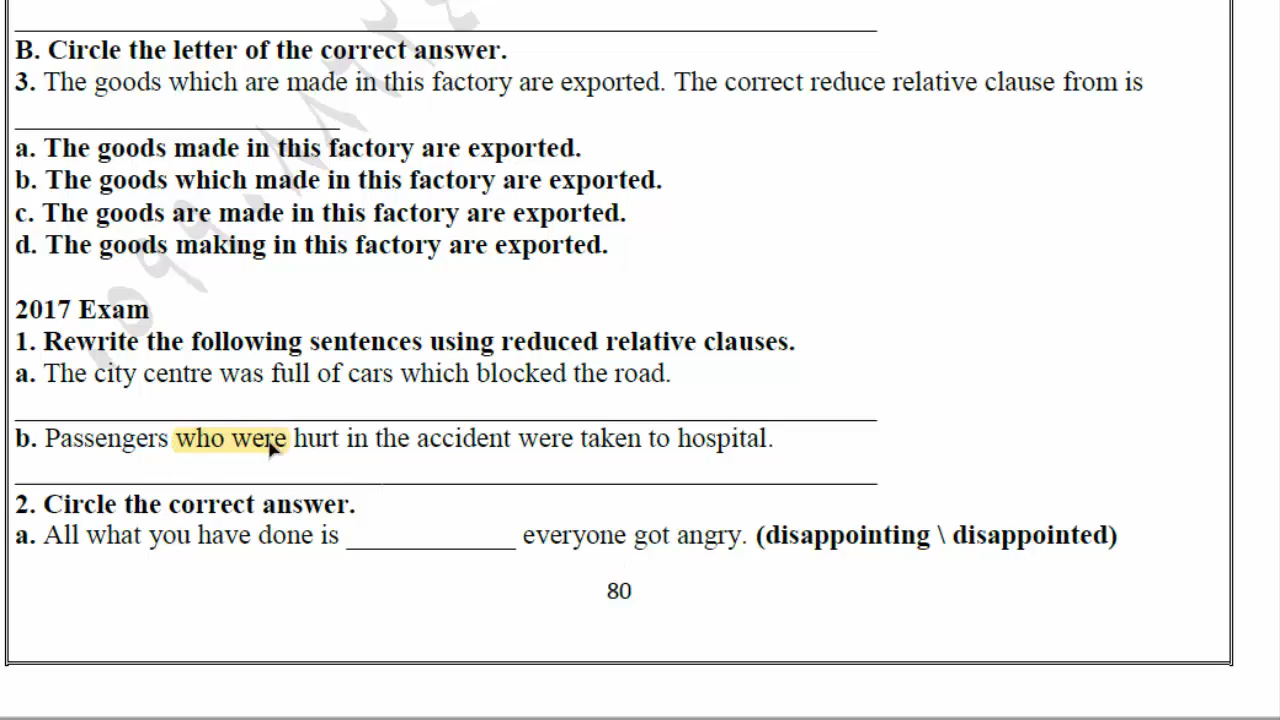 B. Circle the letter of the correct answer.
3. The goods which are made in this factory are exported. The correct reduce relative clause from is
____________________
a. The goods made in this factory are exported.
b. The goods which made in this factory are exported.
c. The goods are made in this factory are exported.
d. The goods making in this factory are exported.
2017 Exam
1. Rewrite the following sentences using reduced relative clauses.
a. The city centre was full of cars which blocked the road.
b. Passengers who were hurt in the accident were taken to hospital.
2. Circle the correct answer.
a. All what you have done is ____________ everyone got angry. (disappointing \ disappointed)
80